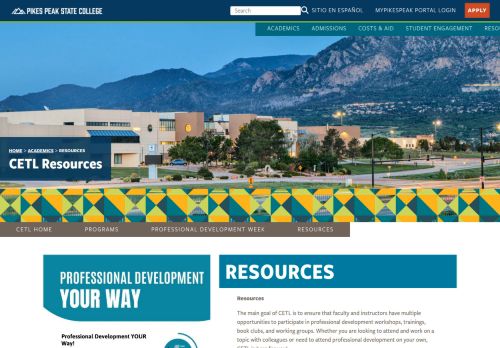 PIKES PEAK STATE COLLEGE
Search
SITIO EN ESPAÑOL
MYPIKESPEAK PORTAL LOGIN
APPLY
ACADEMICS
ADMISSIONS
COSTS & AID
STUDENT ENGAGEMENT
RESOU
HOME > ACADEMICS > RESOURCES
CETL Resources
CETL HOME
PROGRAMS
PROFESSIONAL DEVELOPMENT WEEK
RESOURCES
PROFESSIONAL DEVELOPMENT
YOUR WAY
Professional Development YOUR
Way!
RESOURCES
Resources
The main goal of CETL is to ensure that faculty and instructors have multiple
opportunities to participate in professional development workshops, trainings,
book clubs, and working groups. Whether you are looking to attend and work on a
topic with colleagues or need to attend professional development on your own,